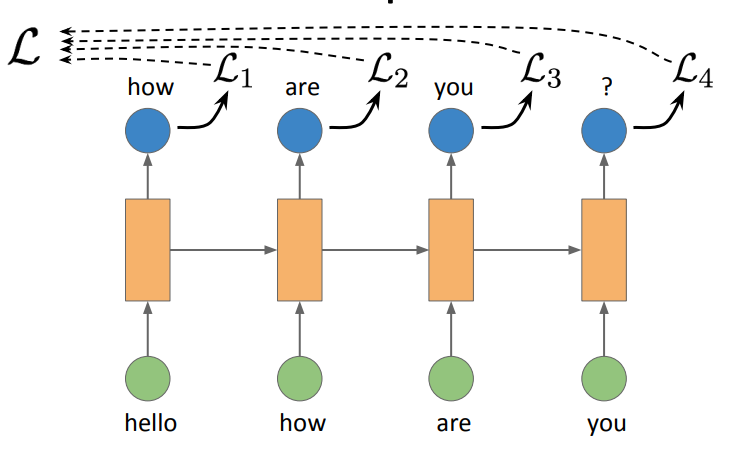 ℒ
ℒ1 ℒ2 ℒ3 ℒ4
how are you ?
hello how are you